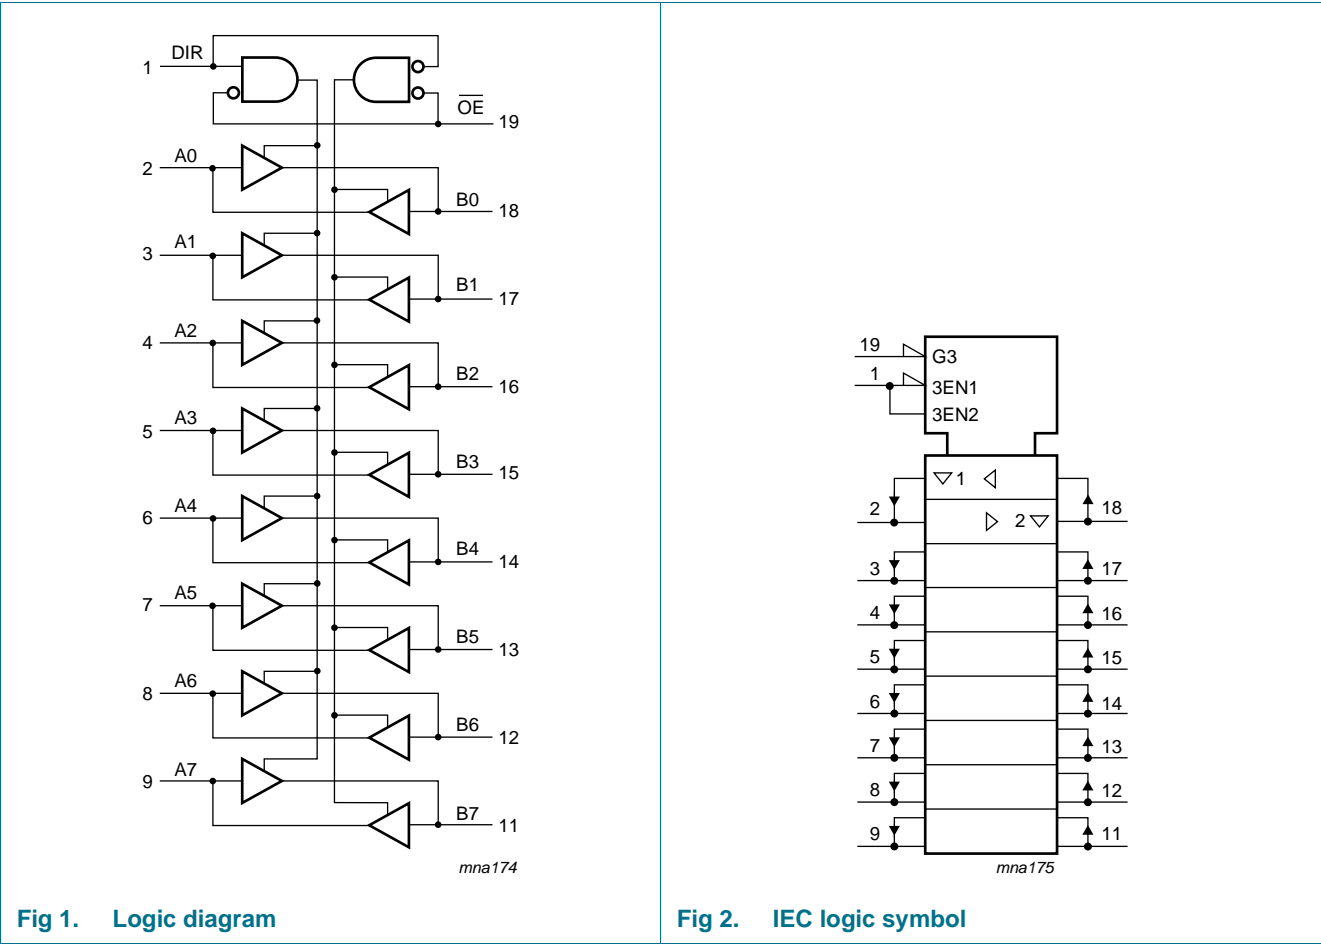 DIR
1
OE
19
A0
2
B0
18
A1
3
B1
17
A2
4
B2
16
A3
5
B3
15
A4
6
B4
14
A5
7
B5
13
A6
8
B6
12
A7
9
B7
11
mna174
Fig 1. Logic diagram
19
G3
1
3EN1
3EN2
1
2
18
2
3
17
4
16
5
15
6
14
7
13
8
12
9
11
mna175
Fig 2. IEC logic symbol